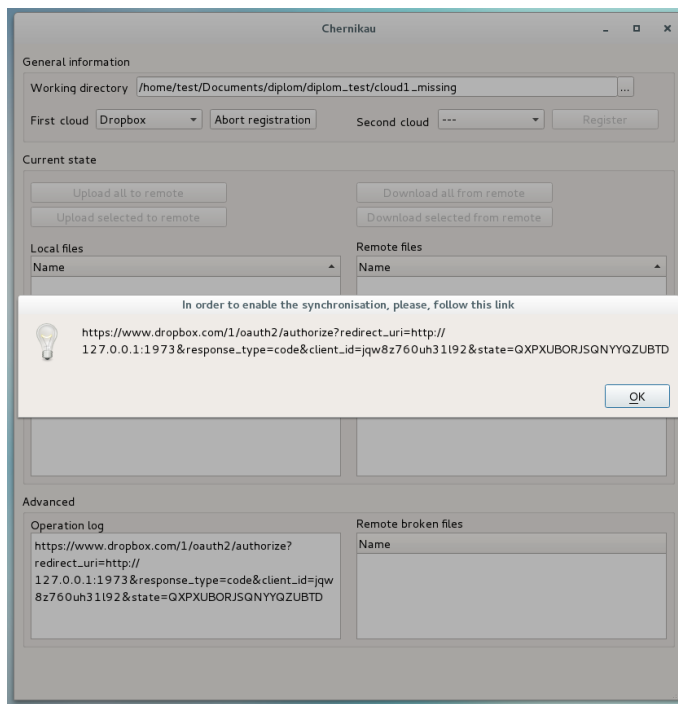 Chernikau
General information
Working directory /home/test/Documents/diplom/diplom_test/cloud1_missing ...
First cloud Dropbox Abort registration Second cloud --- Register
Current state
Upload all to remote Download all from remote
Upload selected to remote Download selected from remote
Local files Remote files
Name Name
In order to enable the synchronisation, please, follow this link
https://www.dropbox.com/1/oauth2/authorize?redirect_uri=http://
127.0.0.1:1973&response_type=code&client_id=jqw8z760uh31l92&state=QXPXUBORJSQNYYQZUBTD
OK
Advanced
Operation log
https://www.dropbox.com/1/oauth2/authorize?
redirect_uri=http://
127.0.0.1:1973&response_type=code&client_id=jqw
8z760uh31l92&state=QXPXUBORJSQNYYQZUBTD
Remote broken files
Name